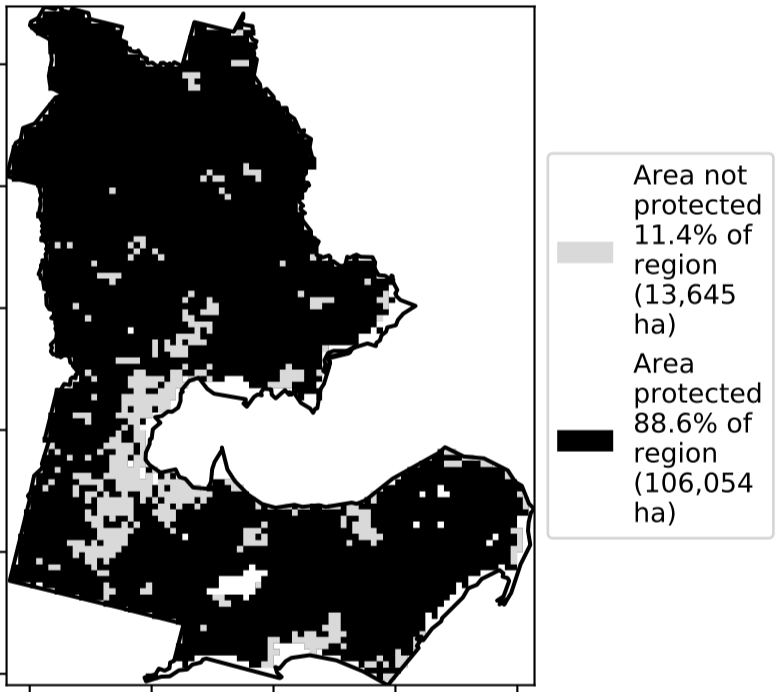 Area not
protected
11.4% of
region
(13,645
ha)
Area
protected
88.6% of
region
(106,054
ha)